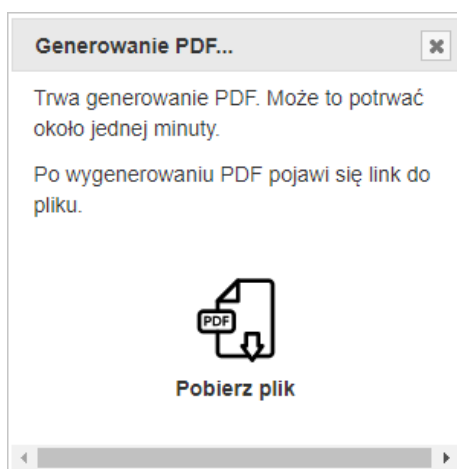 Generowanie PDF...
Trwa generowanie PDF. Może to potrwać
około jednej minuty.
Po wygenerowaniu PDF pojawi się link do
pliku.
PDF
Pobierz plik